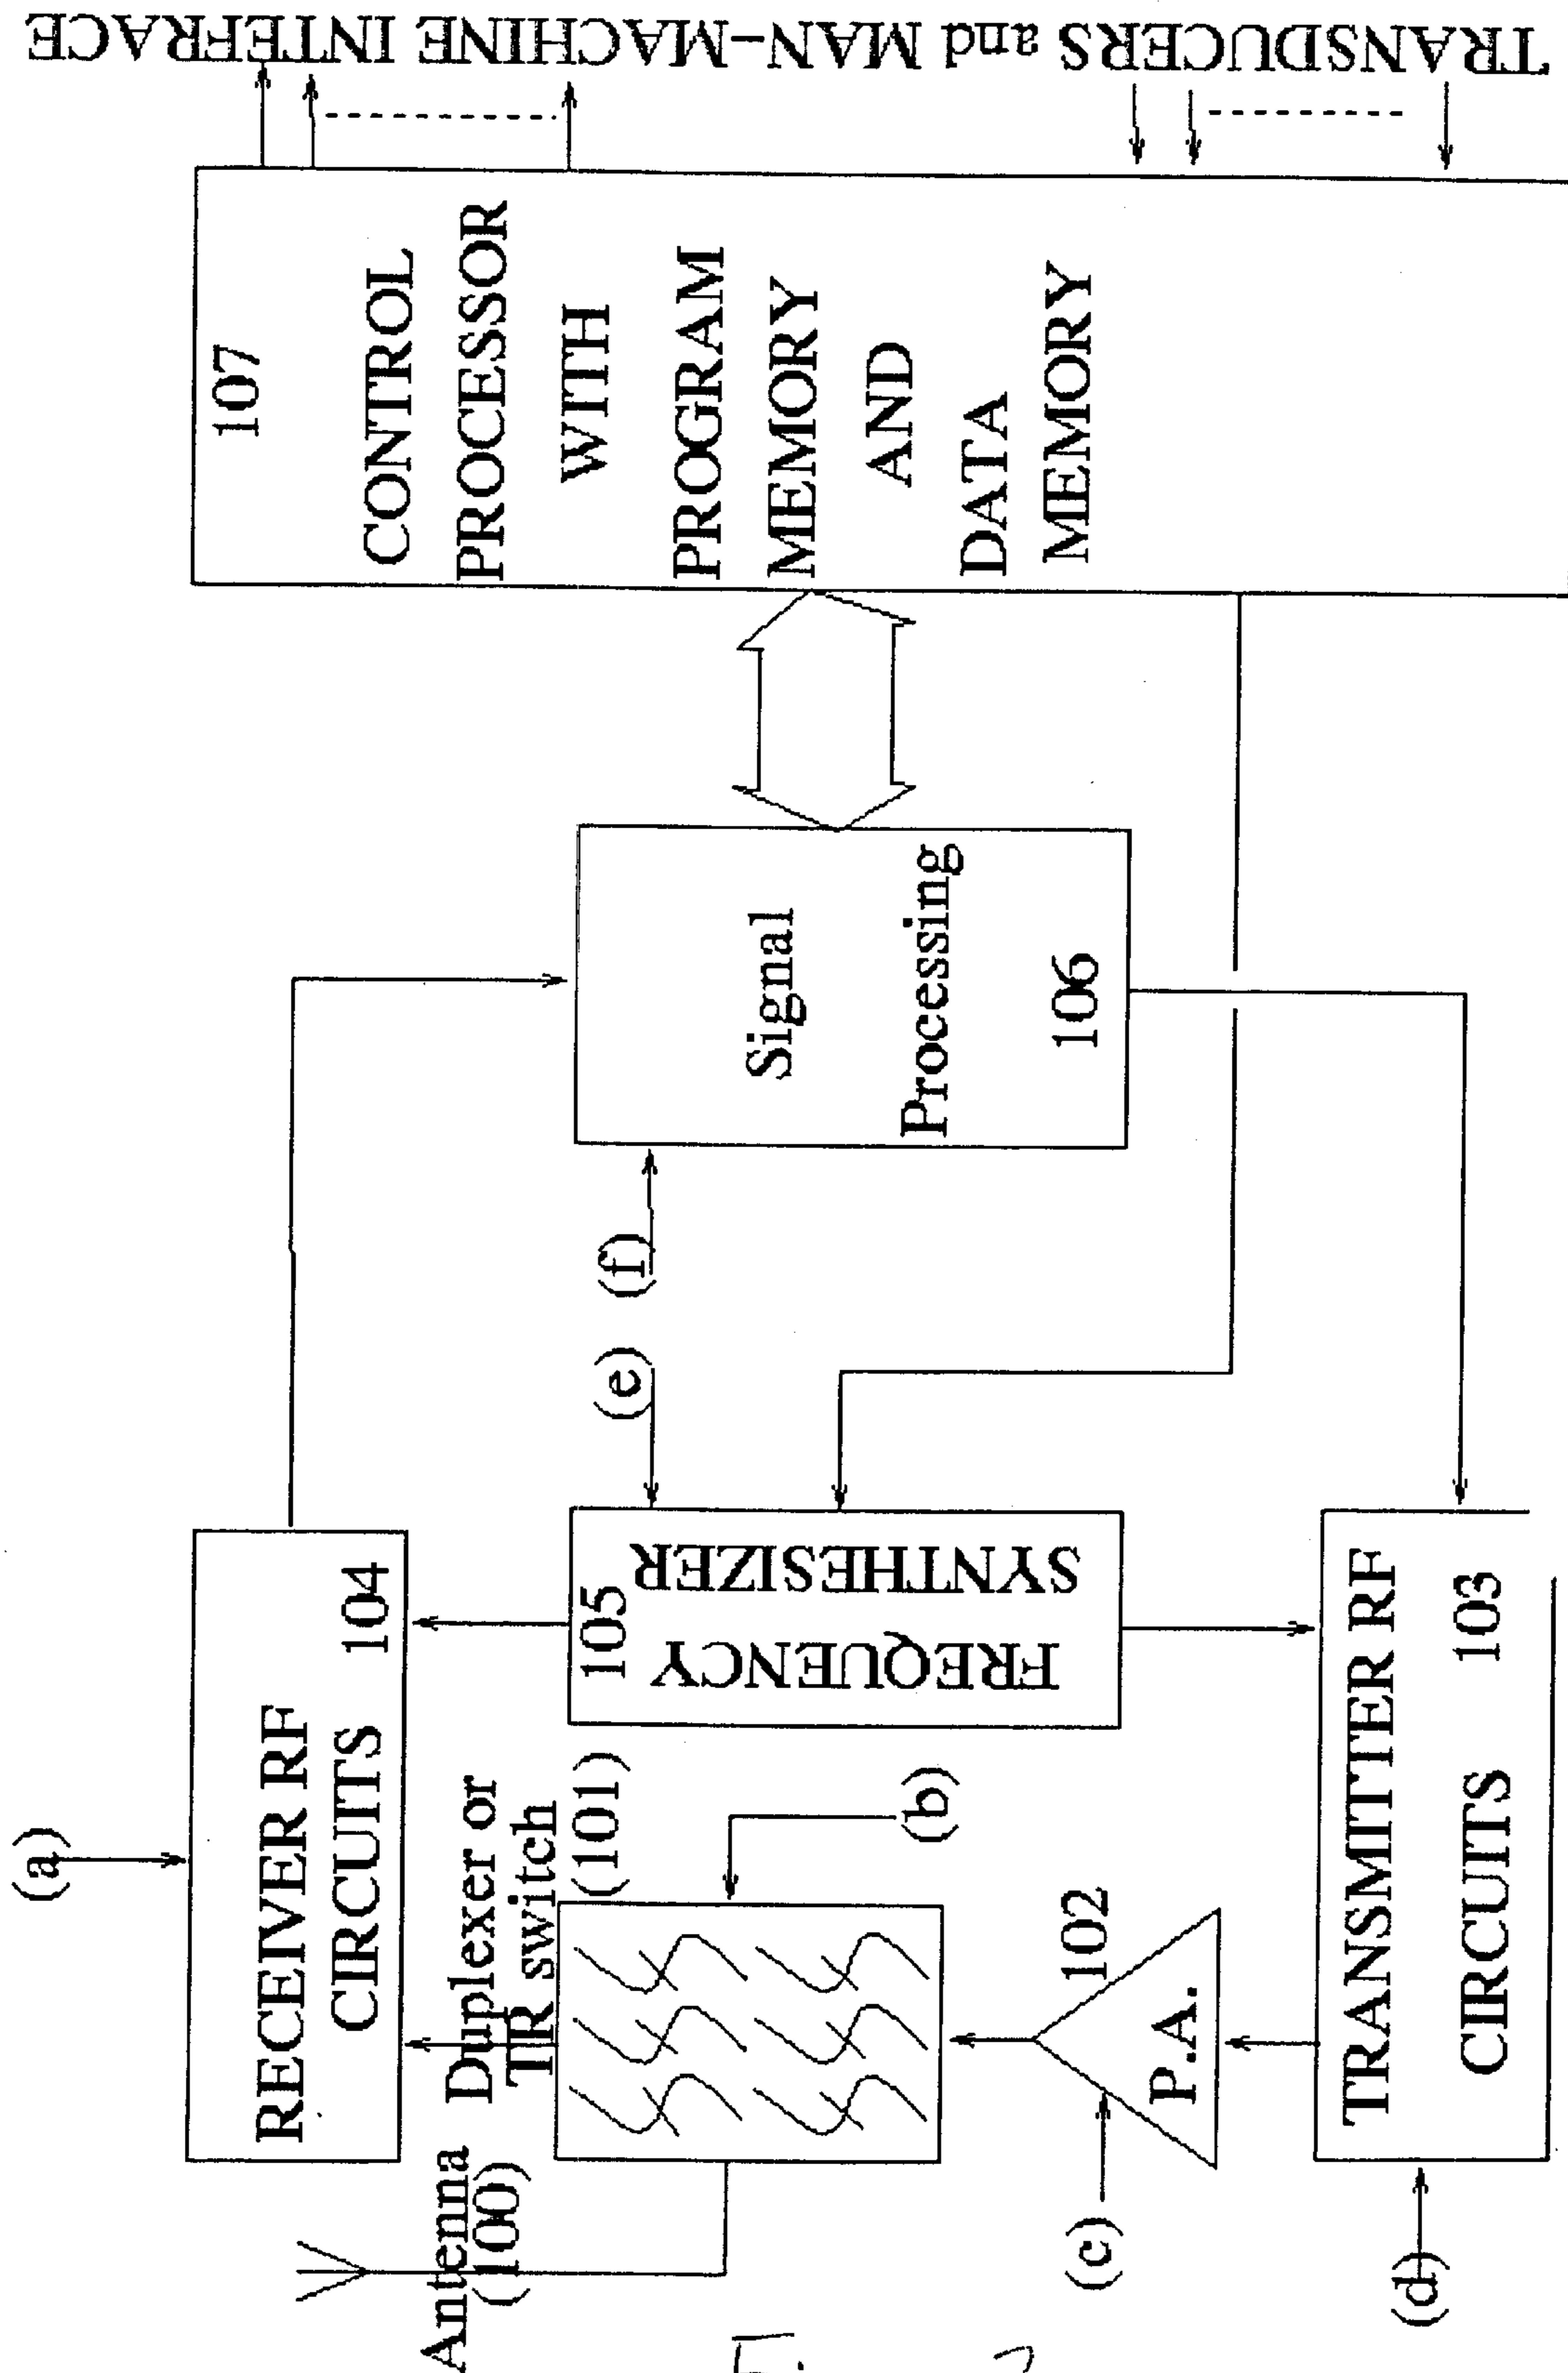 (a)
RECEIVER RF
CIRCUITS 104
Antenna
(100)
Duplexer or
TR switch
(101)
(b)
105
FREQUENCY
SYNTHESIZER
(e)
(f)
Signal
Processing
106
107
CONTROL
PROCESSOR
WITH
PROGRAM
MEMORY
AND
DATA
MEMORY
TRANSDUCERS and MAN-MACHINE INTEFRACE
(c)
102
P.A.
(d)
TRANSMITTER RF
CIRCUITS 103